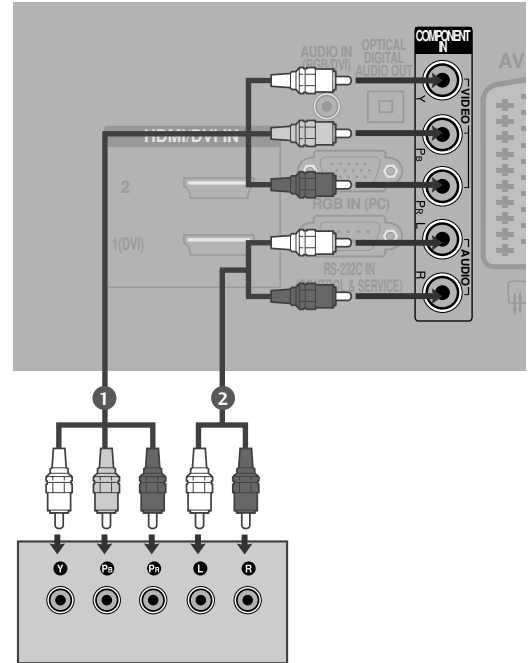 COMPONENT
IN
AUDIO IN
(RGB/DVI)
OPTICAL
DIGITAL
AUDIO OUT
AV
Y
VIDEO
PB
PR
HDMI/DVI IN
2
RGB IN (PC)
L
1(DVI)
AUDIO
RS-232C IN
(CONTROL & SERVICE)
R
1
2
Y
PB
PR
L
R